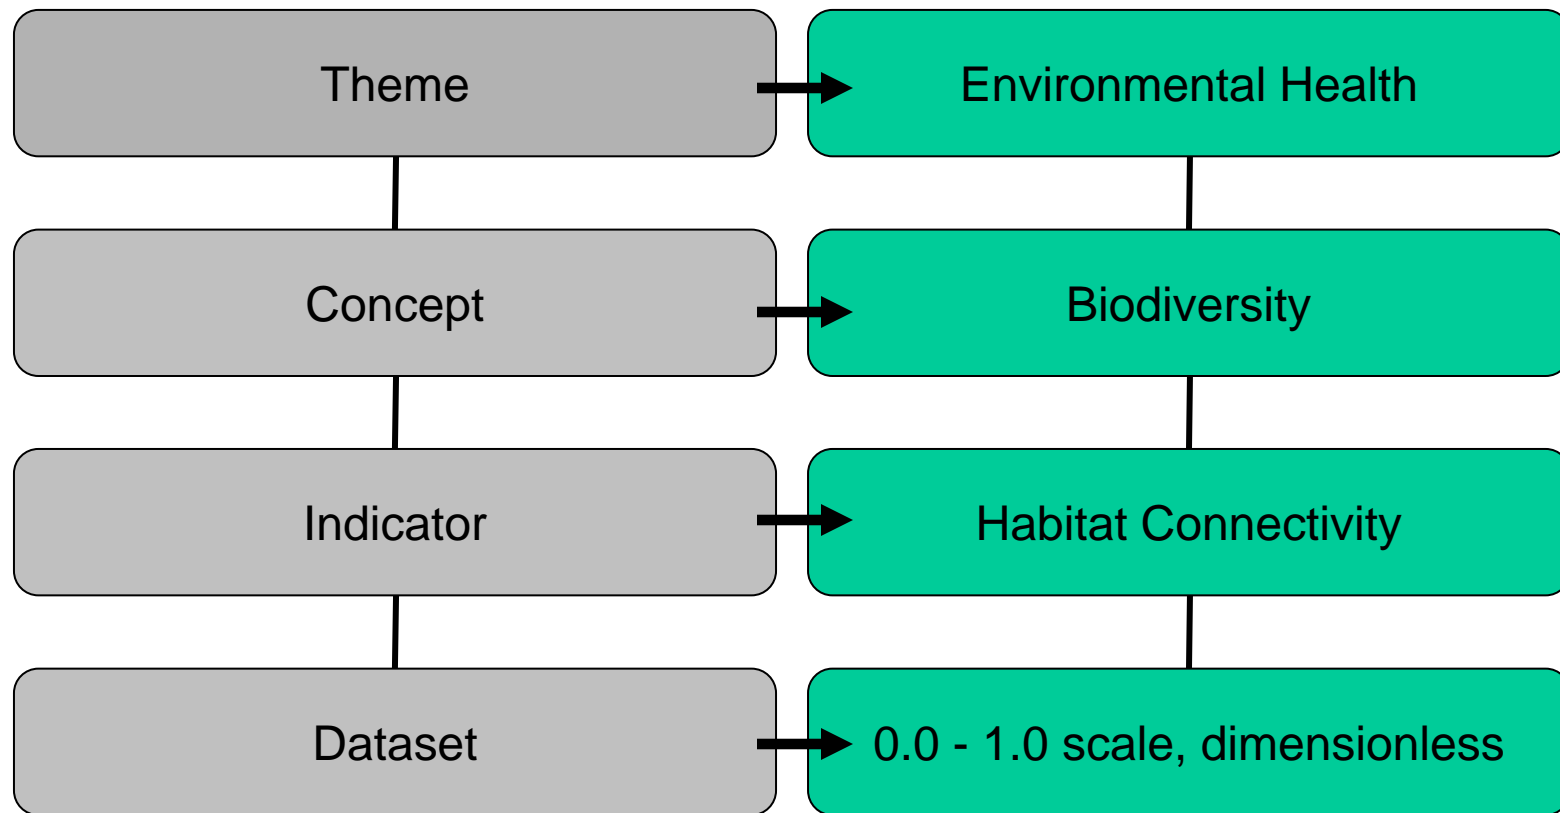 Theme
Environmental Health
Concept
Biodiversity
Indicator
Habitat Connectivity
Dataset
0.0 - 1.0 scale, dimensionless